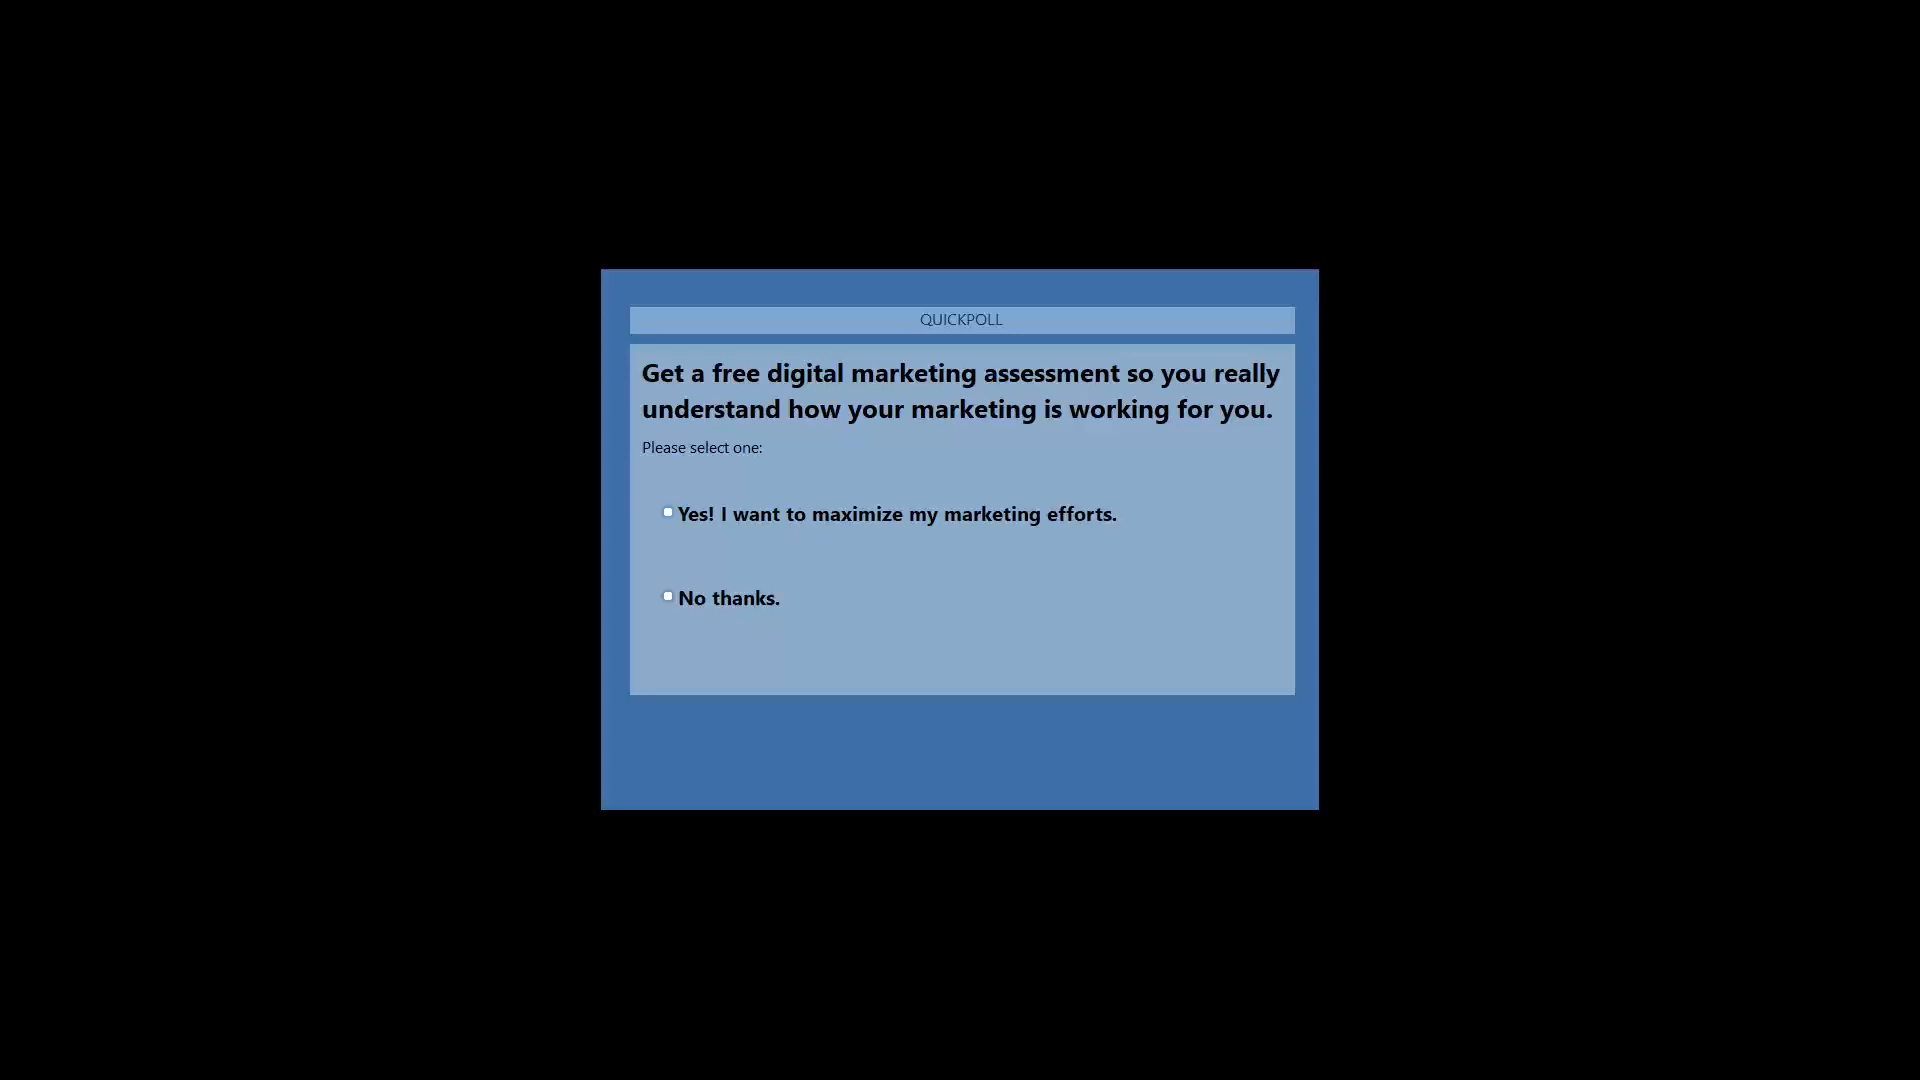 QUICKPOLL
Get a free digital marketing assessment so you really
understand how your marketing is working for you.
Please select one:
Yes! I want to maximize my marketing efforts.
No thanks.